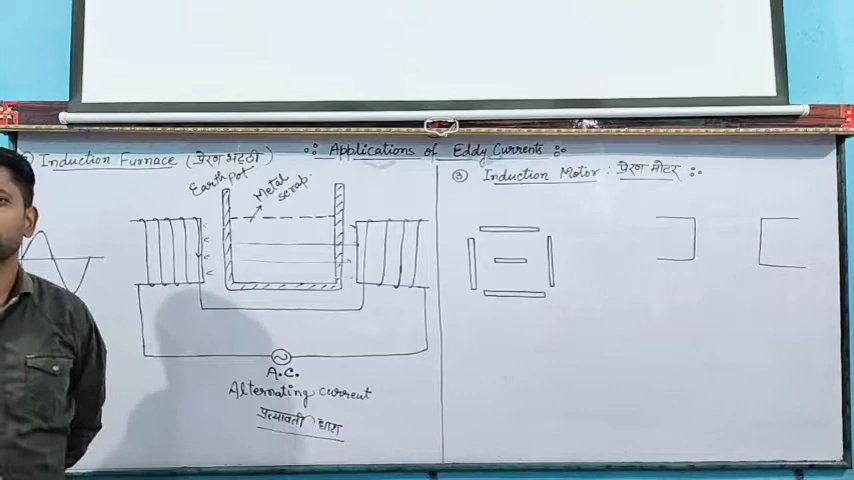 ∴ Applications of Eddy Currents :∴
Induction Furnace (प्रेरण भट्ठी)
Earth pot
Metal
scrap.
A.C.
Alternating current
प्रत्यावर्ती धारा
③ Induction Motor : प्रेरण मोटर :∴